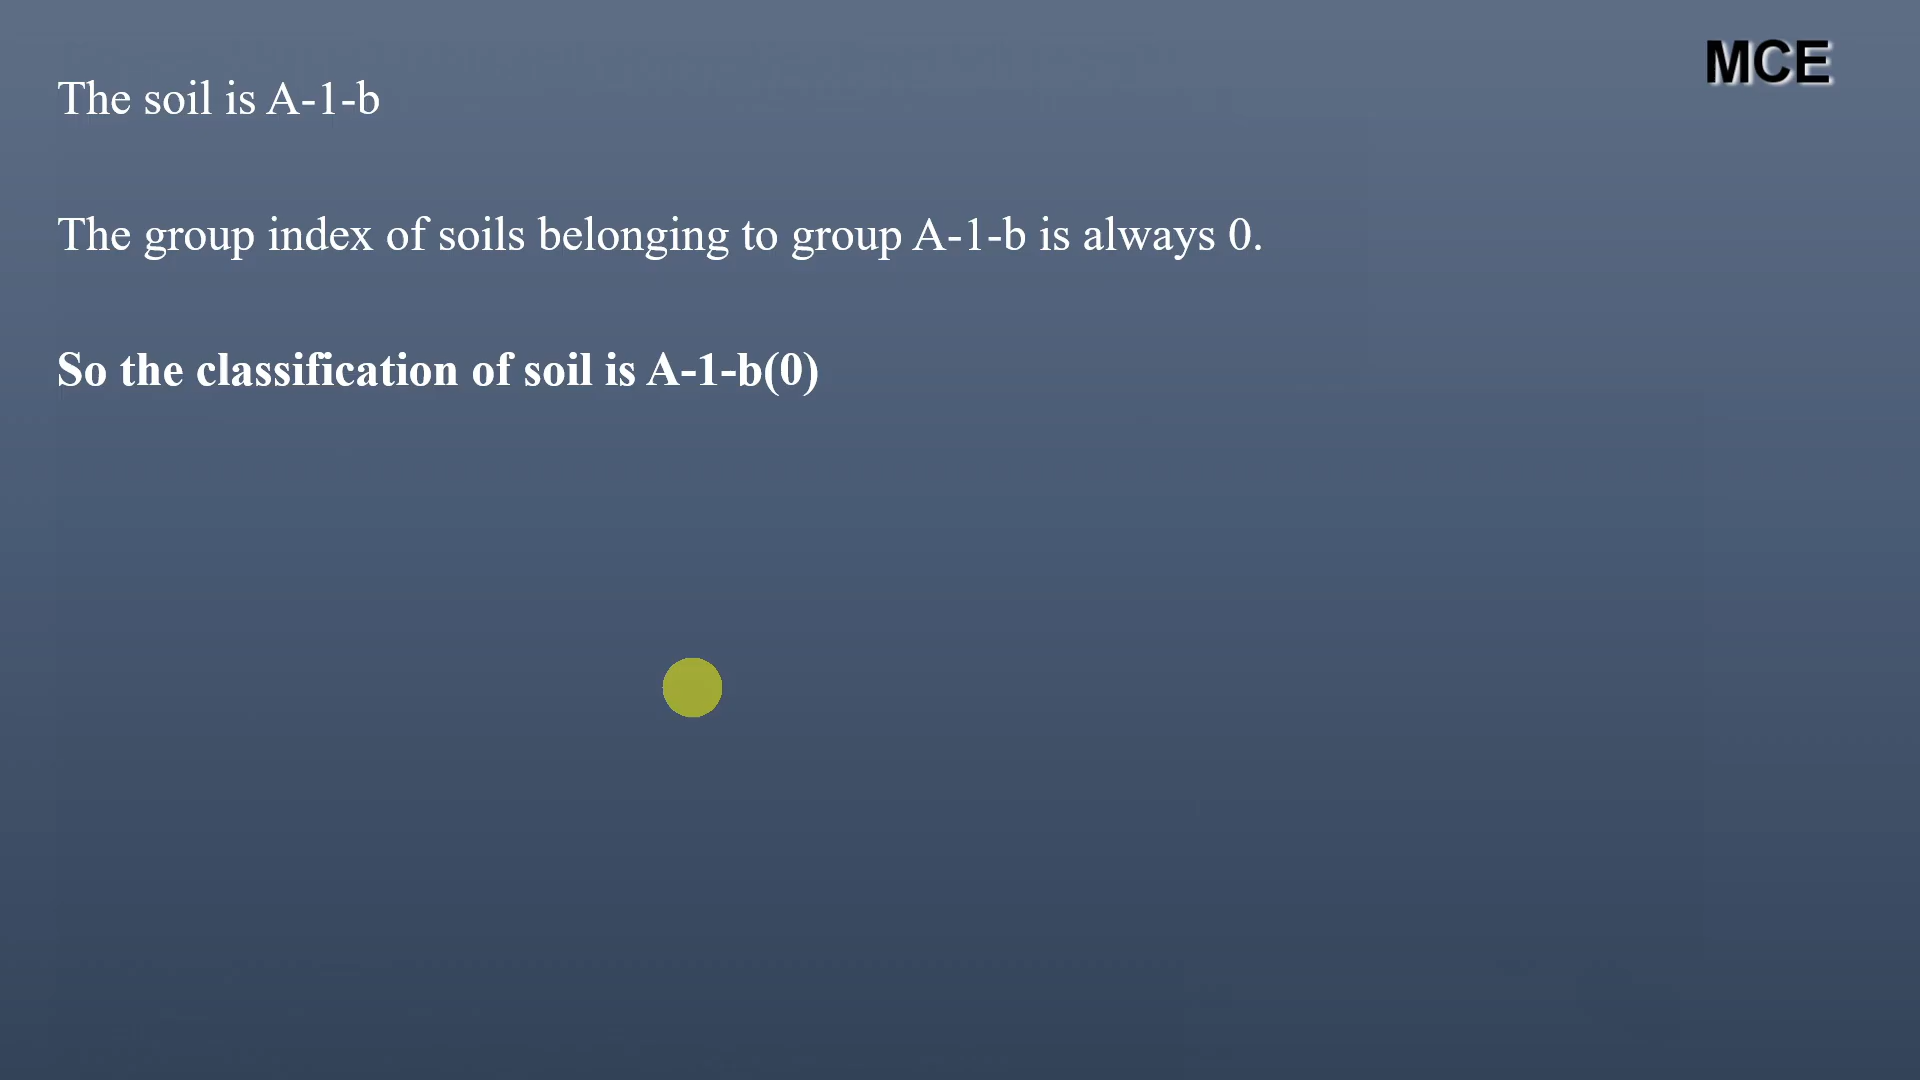 MCE
The soil is A-1-b
The group index of soils belonging to group A-1-b is always 0.
So the classification of soil is A-1-b(0)